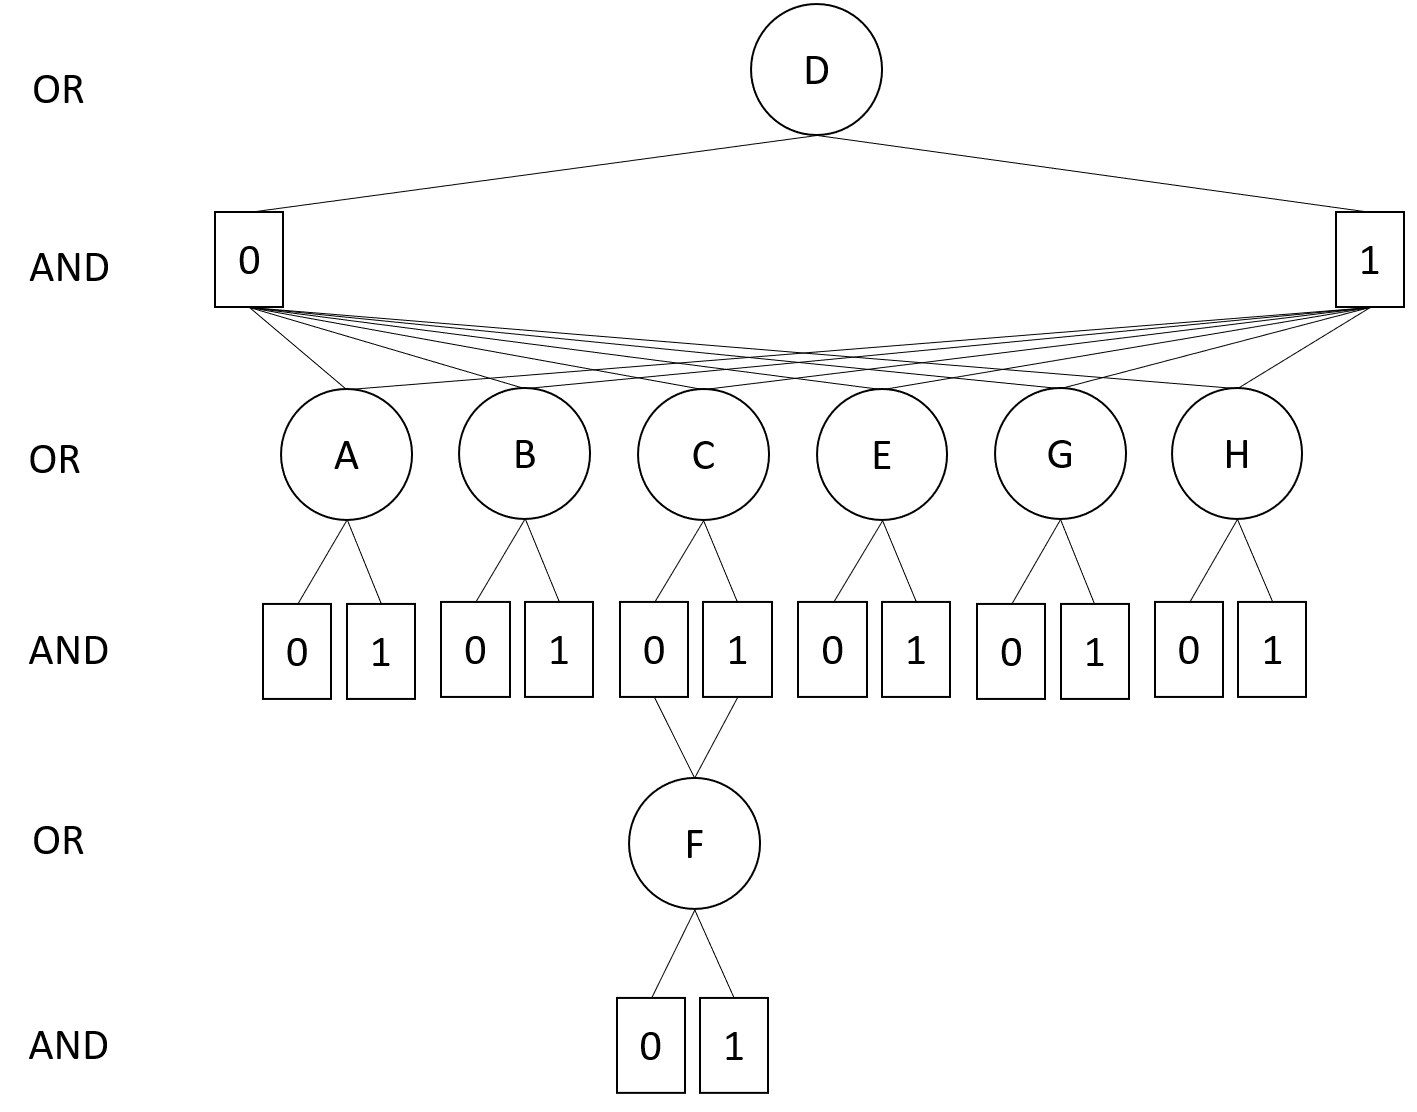 OR D
AND 0 1
OR A B C E G H
AND 0 1 0 1 0 1 0 1 0 1 0 1
OR F
AND 0 1